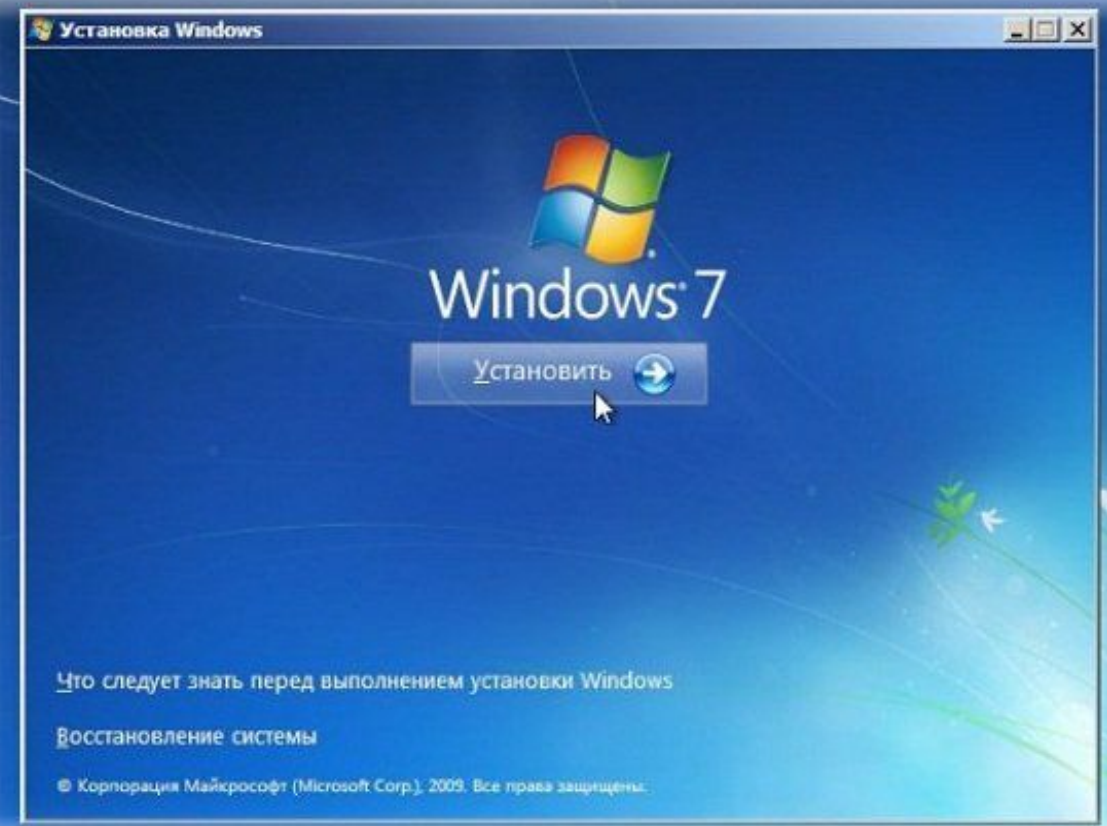 Установка Windows
Windows® 7
Установить
Что следует знать перед выполнением установки Windows
Восстановление системы
© Корпорация Майкрософт (Microsoft Corp.), 2009. Все права защищены.